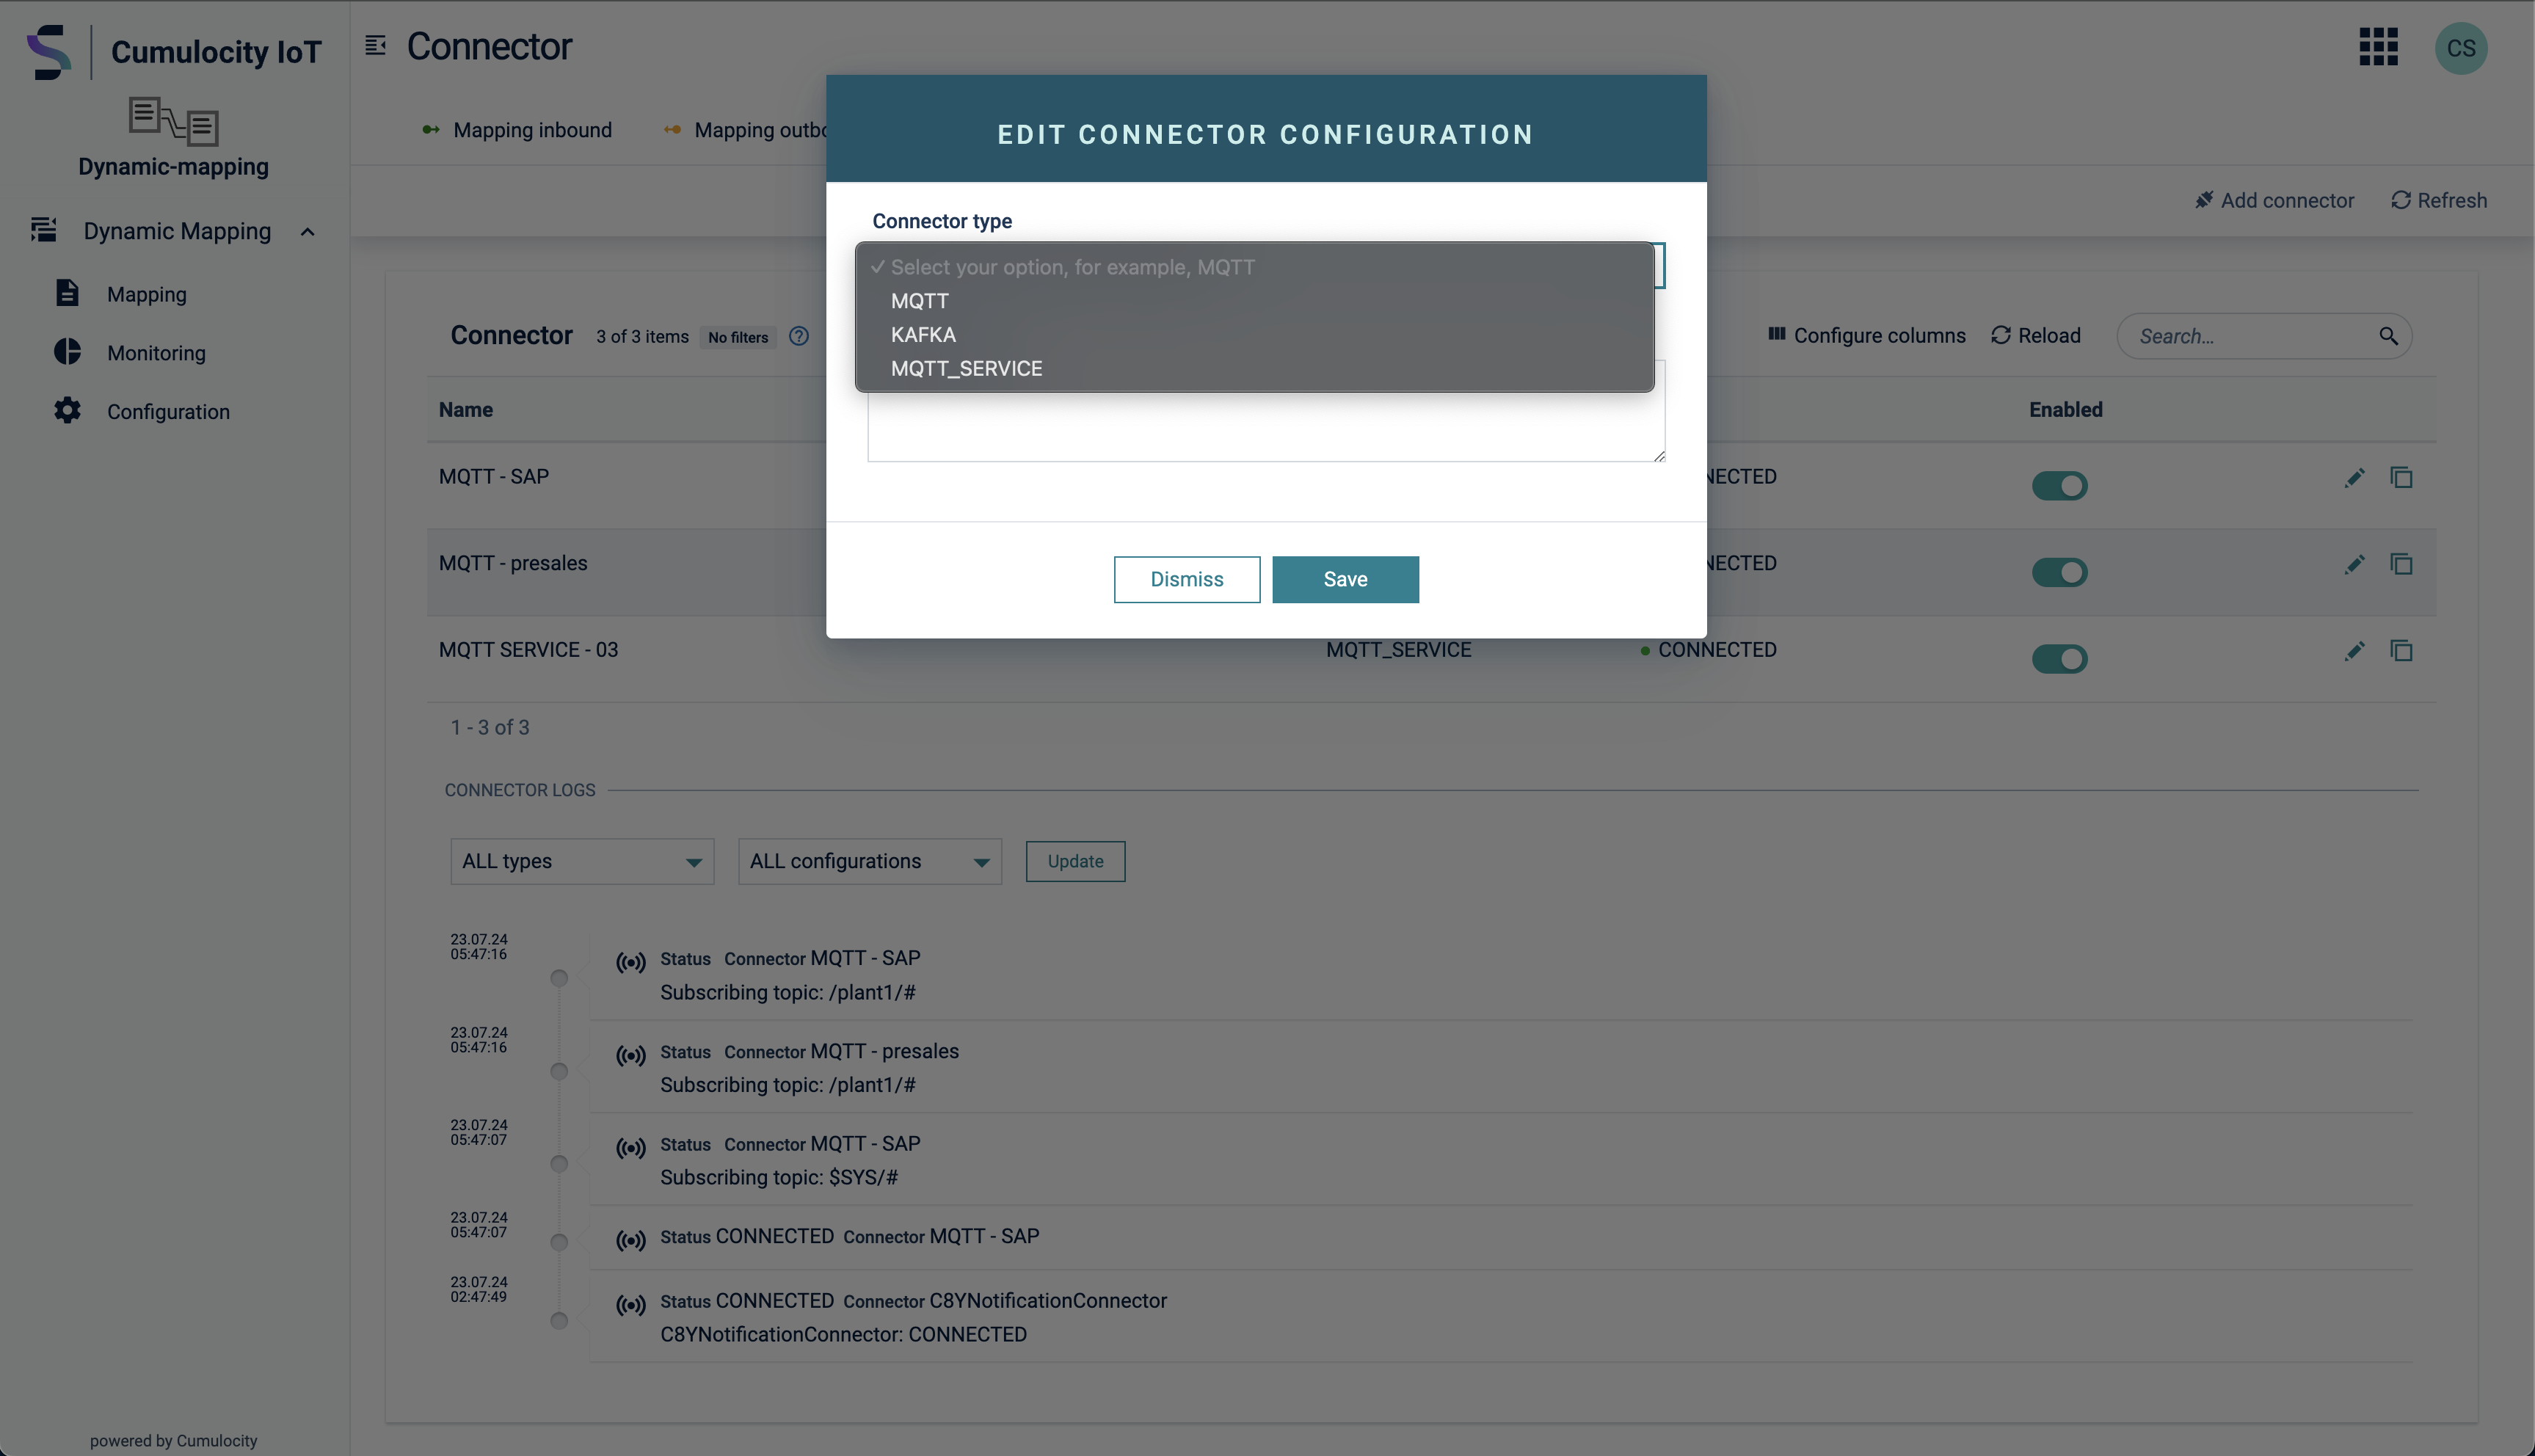 Cumulocity IoT
Connector
CS
Dynamic-mapping
Mapping inbound
Mapping outbo
EDIT CONNECTOR CONFIGURATION
Dynamic Mapping
Add connector
Refresh
Connector type
Select your option, for example, MQTT
MQTT
KAFKA
MQTT_SERVICE
Mapping
Monitoring
Configuration
Connector 3 of 3 items No filters ?
Configure columns Reload Search...
Name Enabled
MQTT - SAP NECTED
MQTT - presales NECTED
Dismiss Save
MQTT SERVICE - 03 MQTT_SERVICE CONNECTED
1 - 3 of 3
CONNECTOR LOGS
ALL types ALL configurations Update
23.07.24
05:47:16
Status Connector MQTT - SAP
Subscribing topic: /plant1/#
23.07.24
05:47:16
Status Connector MQTT - presales
Subscribing topic: /plant1/#
23.07.24
05:47:07
Status Connector MQTT - SAP
Subscribing topic: $SYS/#
23.07.24
05:47:07
Status CONNECTED Connector MQTT - SAP
23.07.24
02:47:49
Status CONNECTED Connector C8YNotificationConnector
C8YNotificationConnector: CONNECTED
powered by Cumulocity